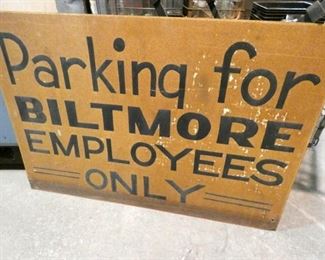 Parking for
BILTMORE
EMPLOYEES
ONLY